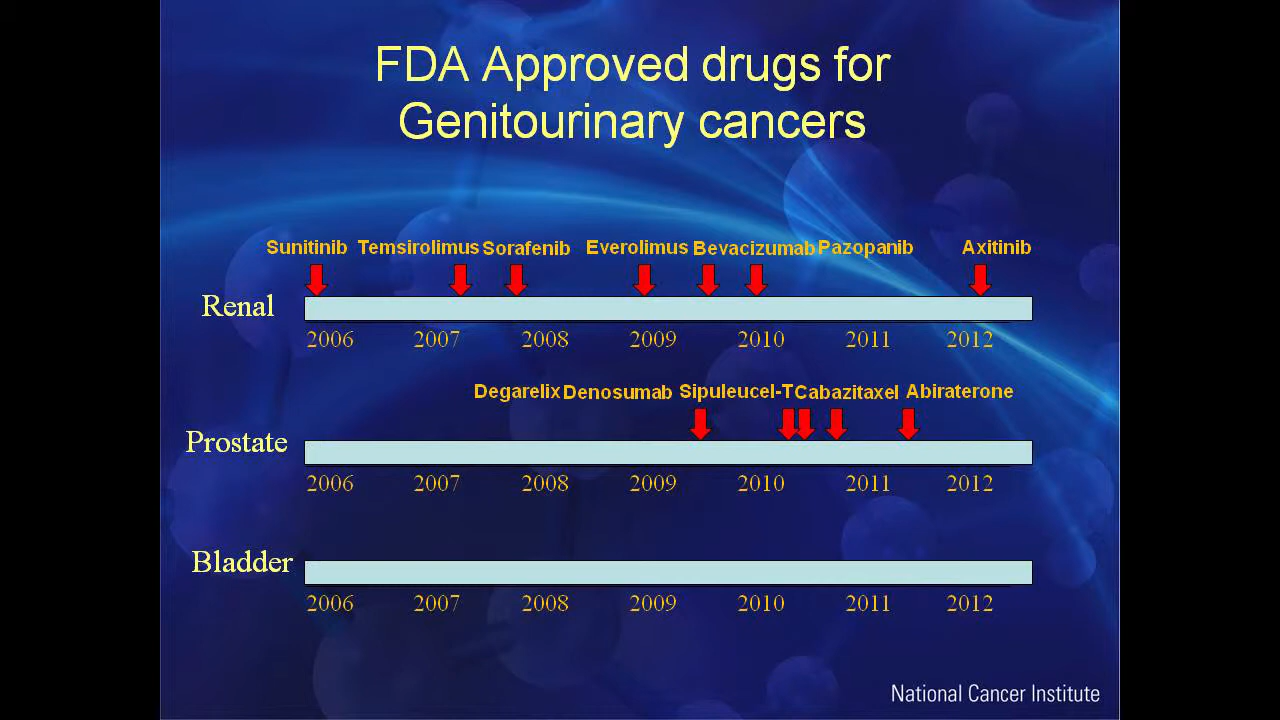 FDA Approved drugs for
Genitourinary cancers
Sunitinib Temsirolimus Sorafenib Everolimus Bevacizumab Pazopanib Axitinib
Renal
2006 2007 2008 2009 2010 2011 2012
Degarelix Denosumab Sipuleucel-T Cabazitaxel Abiraterone
Prostate
2006 2007 2008 2009 2010 2011 2012
Bladder
2006 2007 2008 2009 2010 2011 2012
National Cancer Institute